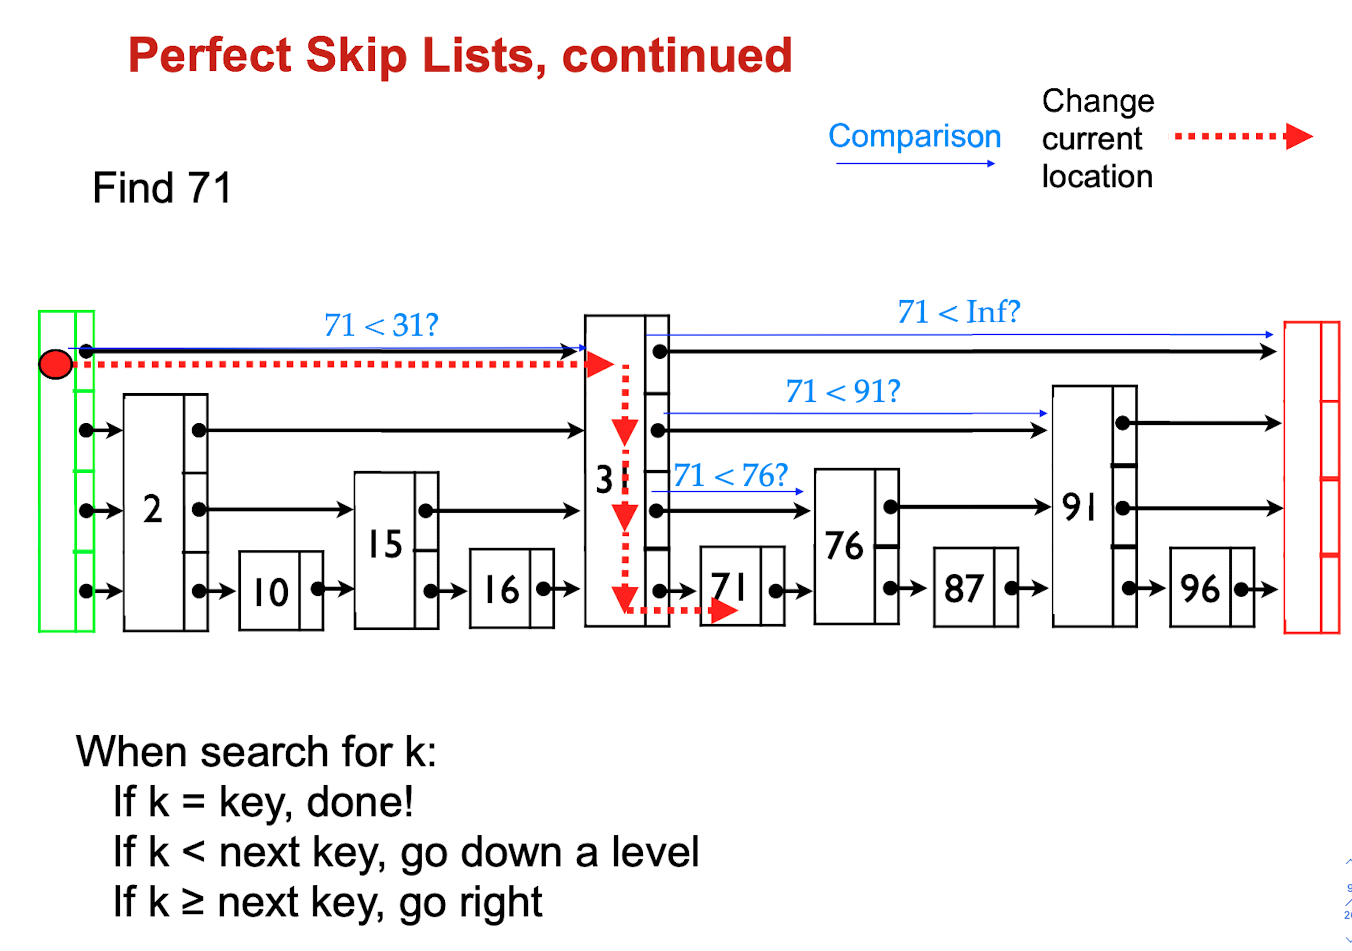 Perfect Skip Lists, continued
Comparison
Change
current
location
Find 71
71 < 31?
71 < Inf?
71 < 91?
71 < 76?
2
10
15
16
31
71
76
87
91
96
When search for k:
If k = key, done!
If k < next key, go down a level
If k ≥ next key, go right